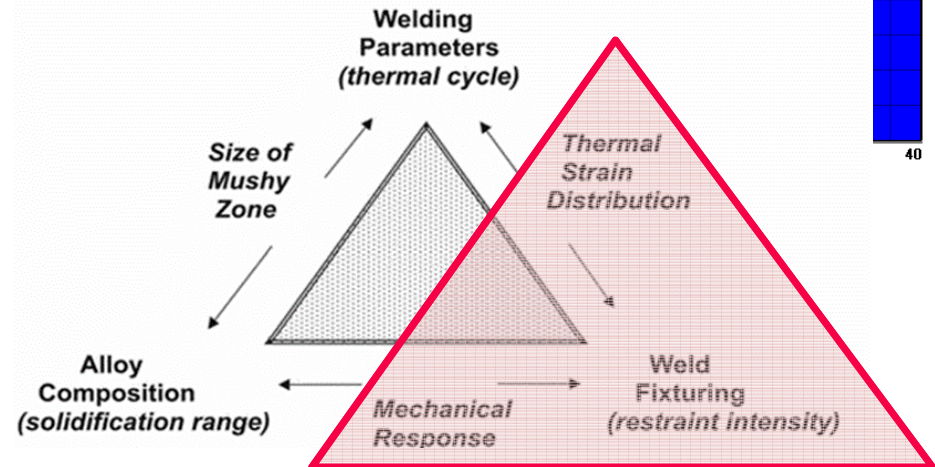 Welding
Parameters
(thermal cycle)
40
Thermal
Strain
Distribution
Size of
Mushy
Zone
Alloy
Composition
(solidification range)
Weld
Fixturing
(restraint intensity)
Mechanical
Response